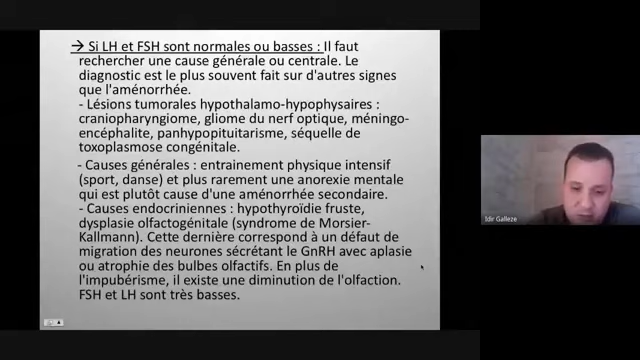 → Si LH et FSH sont normales ou basses : Il faut
rechercher une cause générale ou centrale. Le
diagnostic est le plus souvent fait sur d'autres signes
que l'aménorrhée.
- Lésions tumorales hypothalamo-hypophysaires :
craniopharyngiome, gliome du nerf optique, méningo-
encéphalite, panhypopituitarisme, séquelle de
toxoplasmose congénitale.
- Causes générales : entrainement physique intensif
(sport, danse) et plus rarement une anorexie mentale
qui est plutôt cause d'une aménorrhée secondaire.
- Causes endocriniennes : hypothyroïdie fruste,
dysplasie olfactogénitale (syndrome de Morsier-
Kallmann). Cette dernière correspond à un défaut de
migration des neurones sécrétant le GnRH avec aplasie
ou atrophie des bulbes olfactifs. En plus de
l'impubérisme, il existe une diminution de l'olfaction.
FSH et LH sont très basses.
Idir Galleze